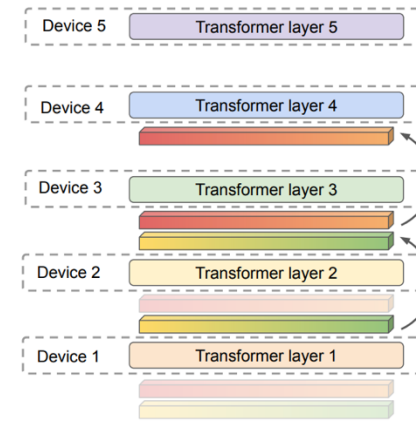 Device 5 Transformer layer 5
Device 4 Transformer layer 4
Device 3 Transformer layer 3
Device 2 Transformer layer 2
Device 1 Transformer layer 1